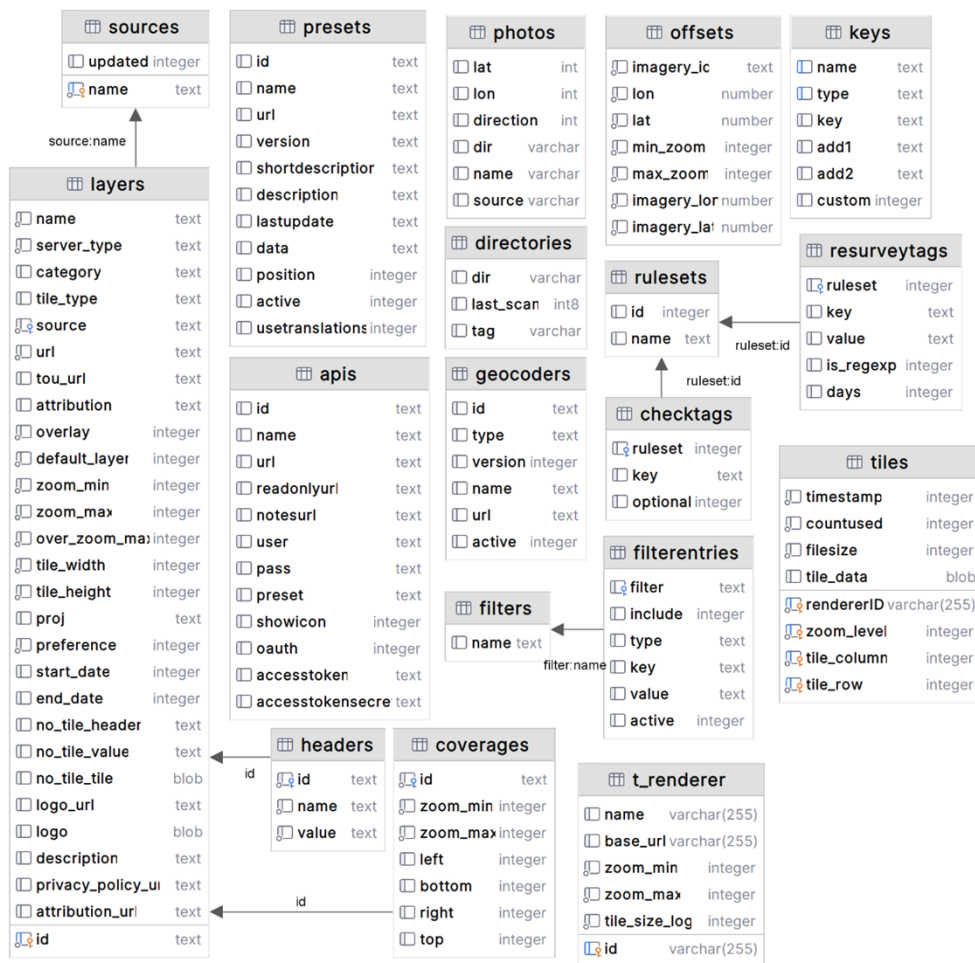 sources
updated integer
name text
source:name
layers
name text
server_type text
category text
tile_type text
source text
url text
tou_url text
attribution text
overlay integer
default_layer integer
zoom_min integer
zoom_max integer
over_zoom_max integer
tile_width integer
tile_height integer
proj text
preference integer
start_date integer
end_date integer
no_tile_header text
no_tile_value text
no_tile_tile blob
logo_url text
logo blob
description text
privacy_policy_ur text
attribution_url text
id text
presets
id text
name text
url text
version text
shortdescription text
description text
lastupdate text
data text
position integer
active integer
usetranslations integer
apis
id text
name text
url text
readonlyurl text
notesurl text
user text
pass text
preset text
showicon integer
oauth integer
accesstoken text
accesstokensecre text
id
headers
id text
name text
value text
id
coverages
id text
zoom_min integer
zoom_max integer
left integer
bottom integer
right integer
top integer
photos
lat int
lon int
direction int
dir varchar
name varchar
source varchar
directories
dir varchar
last_scan int8
tag varchar
geocoders
id text
type text
version integer
name text
url text
active integer
filters
name text
filter:name
offsets
imagery_id text
lon number
lat number
min_zoom integer
max_zoom integer
imagery_lon number
imagery_lat number
rulesets
id integer
name text
ruleset:id
ruleset:id
checktags
ruleset integer
key text
optional integer
filterentries
filter text
include integer
type text
key text
value text
active integer
t_renderer
name varchar(255)
base_url varchar(255)
zoom_min integer
zoom_max integer
tile_size_log integer
id varchar(255)
keys
name text
type text
key text
add1 text
add2 text
custom integer
resurveytags
ruleset integer
key text
value text
is_regexp integer
days integer
tiles
timestamp integer
countused integer
filesize integer
tile_data blob
rendererID varchar(255)
zoom_level integer
tile_column integer
tile_row integer